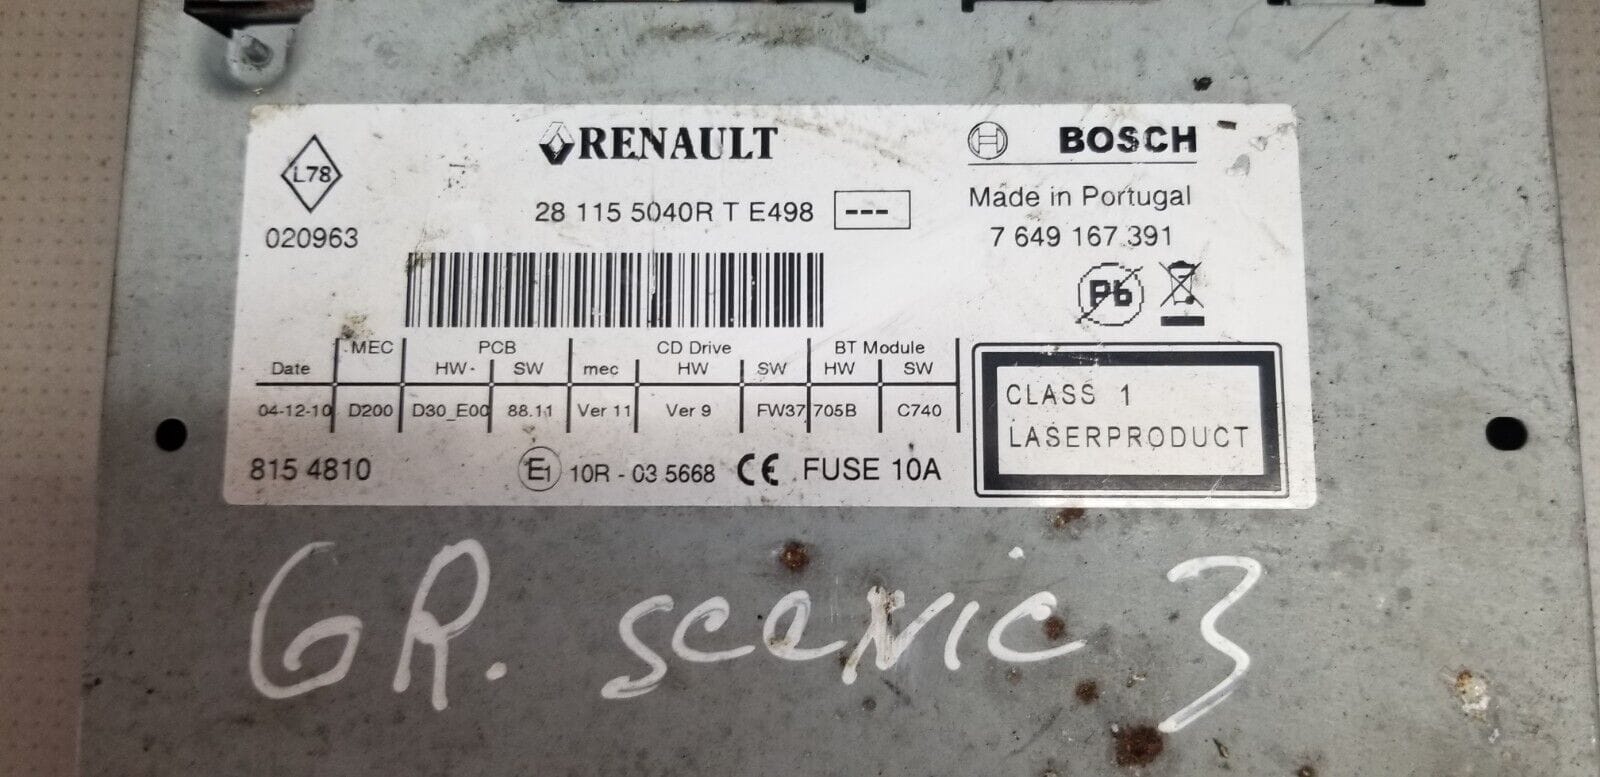 L78
RENAULT
BOSCH
020963
28 115 5040R T E498 ---
Made in Portugal
7 649 167 391
Pb
MEC PCB CD Drive BT Module
Date HW SW mec HW SW HW SW
04-12-10 D200 D30_E00 88.11 Ver 11 Ver 9 FW37 705B C740
CLASS 1
LASERPRODUCT
815 4810
E1 10R - 03 5668 CE FUSE 10A
GR. SCENIC 3